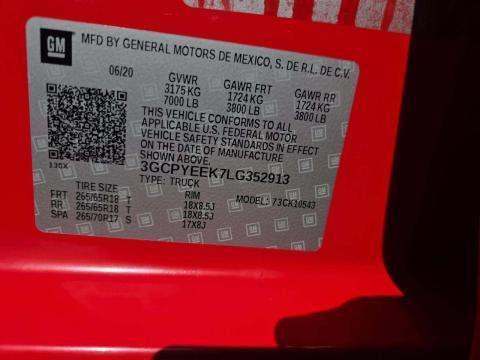 GM
MFD BY GENERAL MOTORS DE MEXICO, S. DE R.L. DE C.V.
06/20 GVWR GAWR FRT GAWR RR
3175 KG 1724 KG 1724 KG
7000 LB 3800 LB 3800 LB
THIS VEHICLE CONFORMS TO ALL
APPLICABLE U.S. FEDERAL MOTOR
VEHICLE SAFETY STANDARDS IN EFFECT
ON THE DATE OF MANUFACTURE
SHOWN ABOVE.
3GCPYEEK7LG352913
TYPE: TRUCK MODEL:
TIRE SIZE RIM
FRT 265/65R18 T 18X8.5J
RR 265/65R18 T 18X8.5J
SPA 265/70R17 S 17X8J